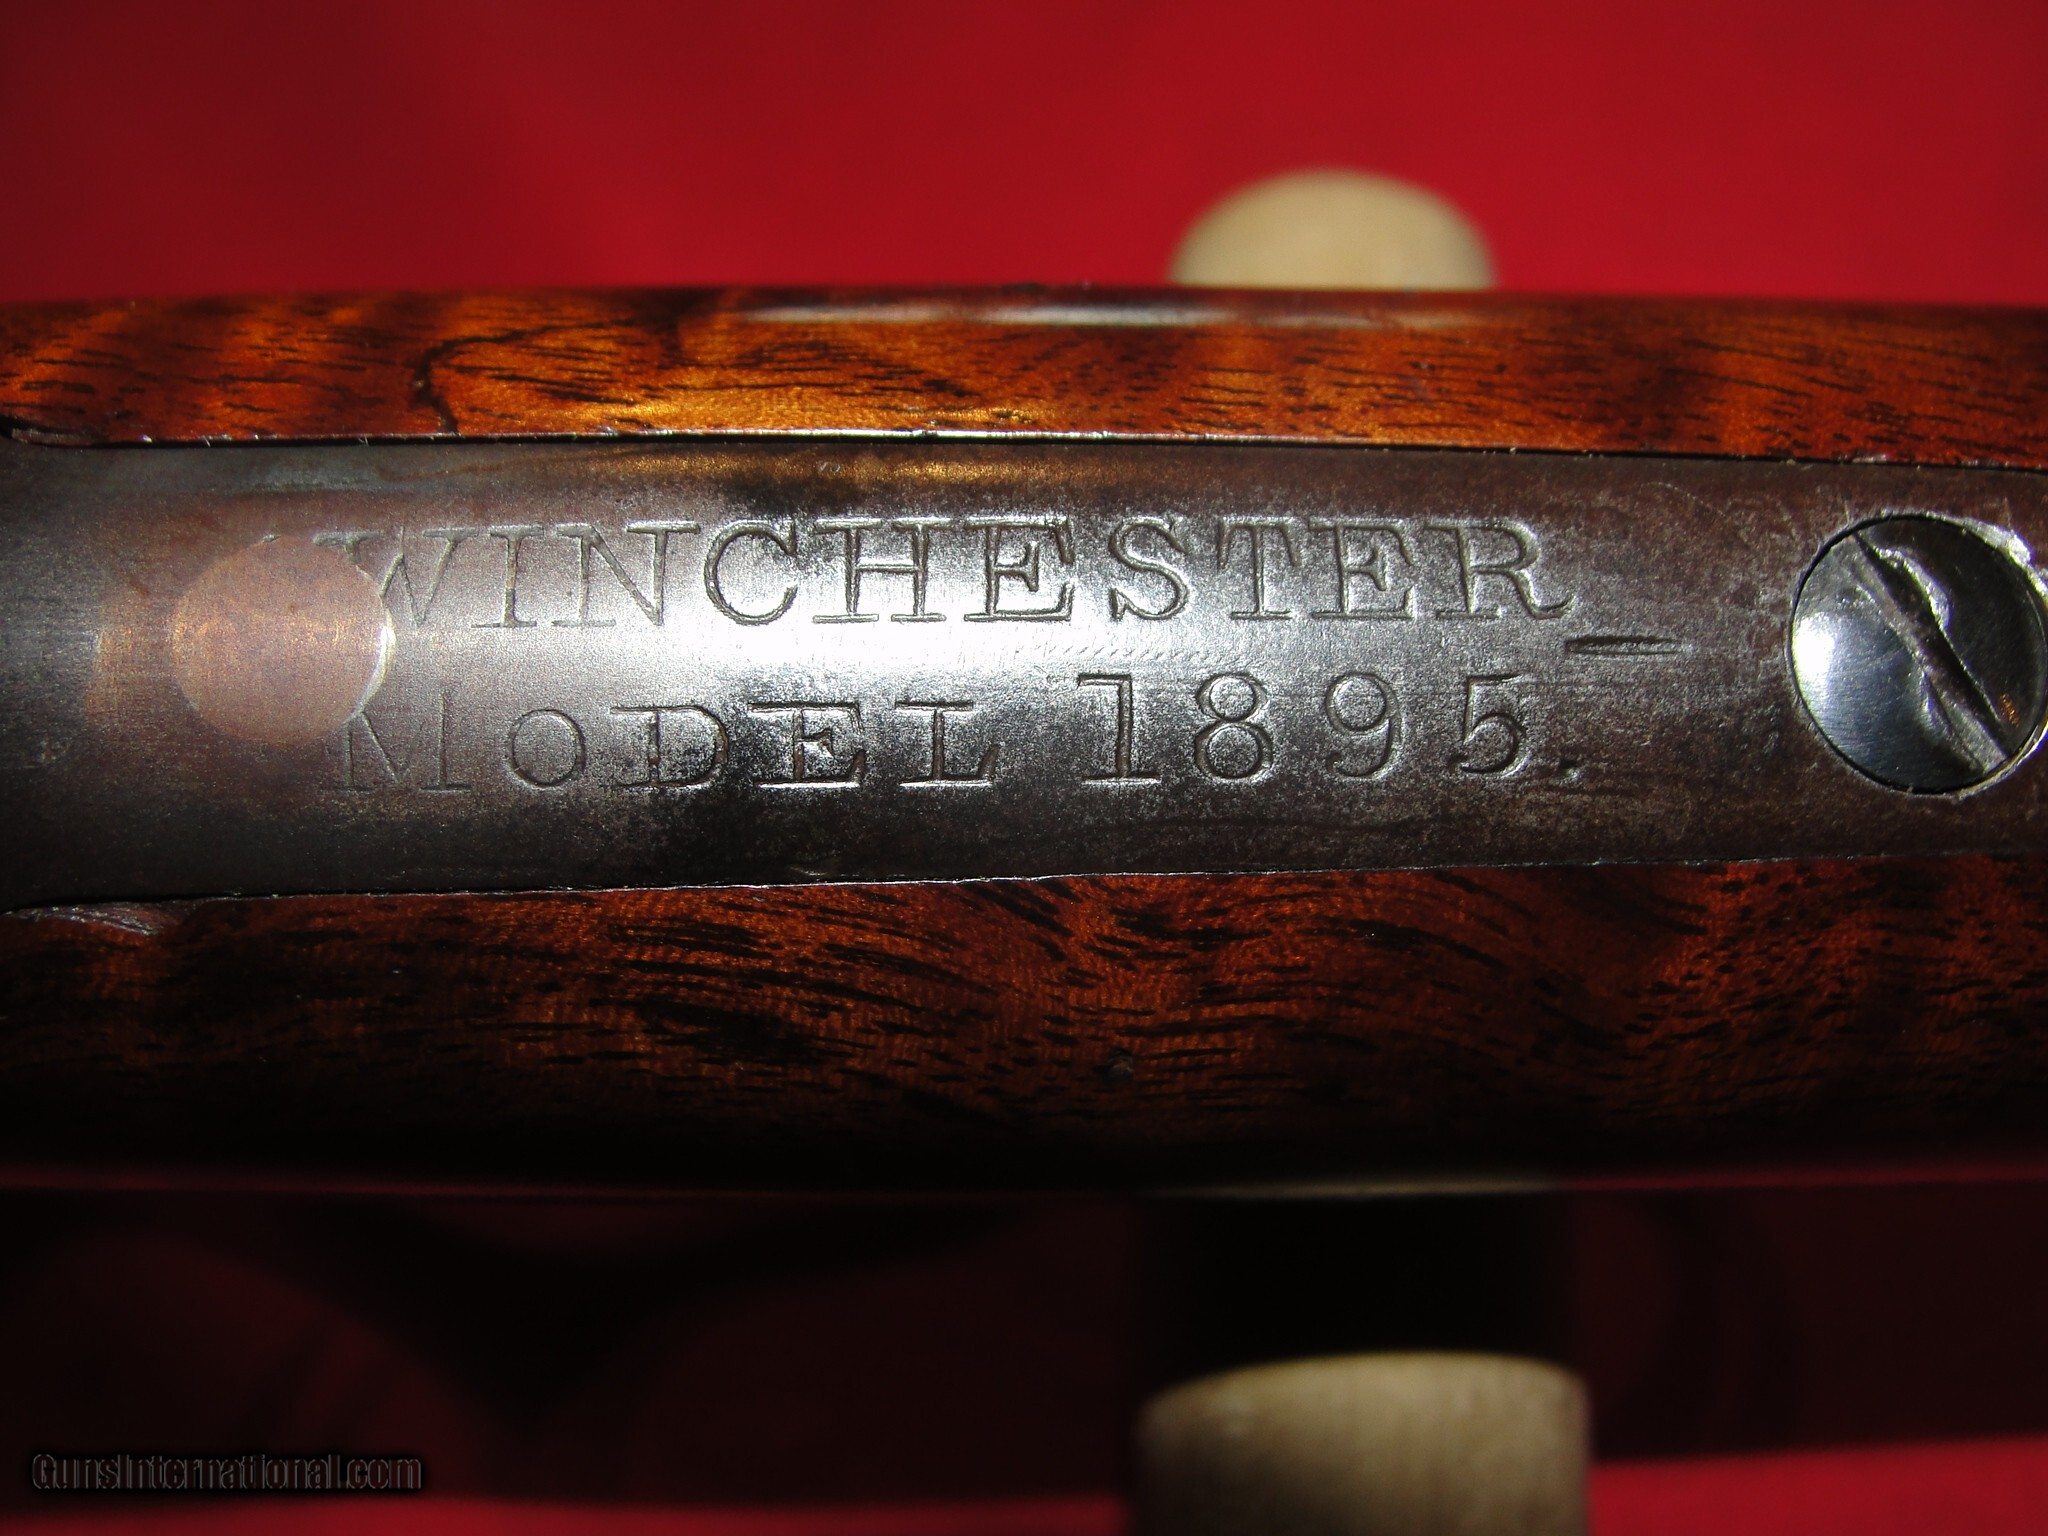 WINCHESTER
MODEL 1895.
GunsInternational.com